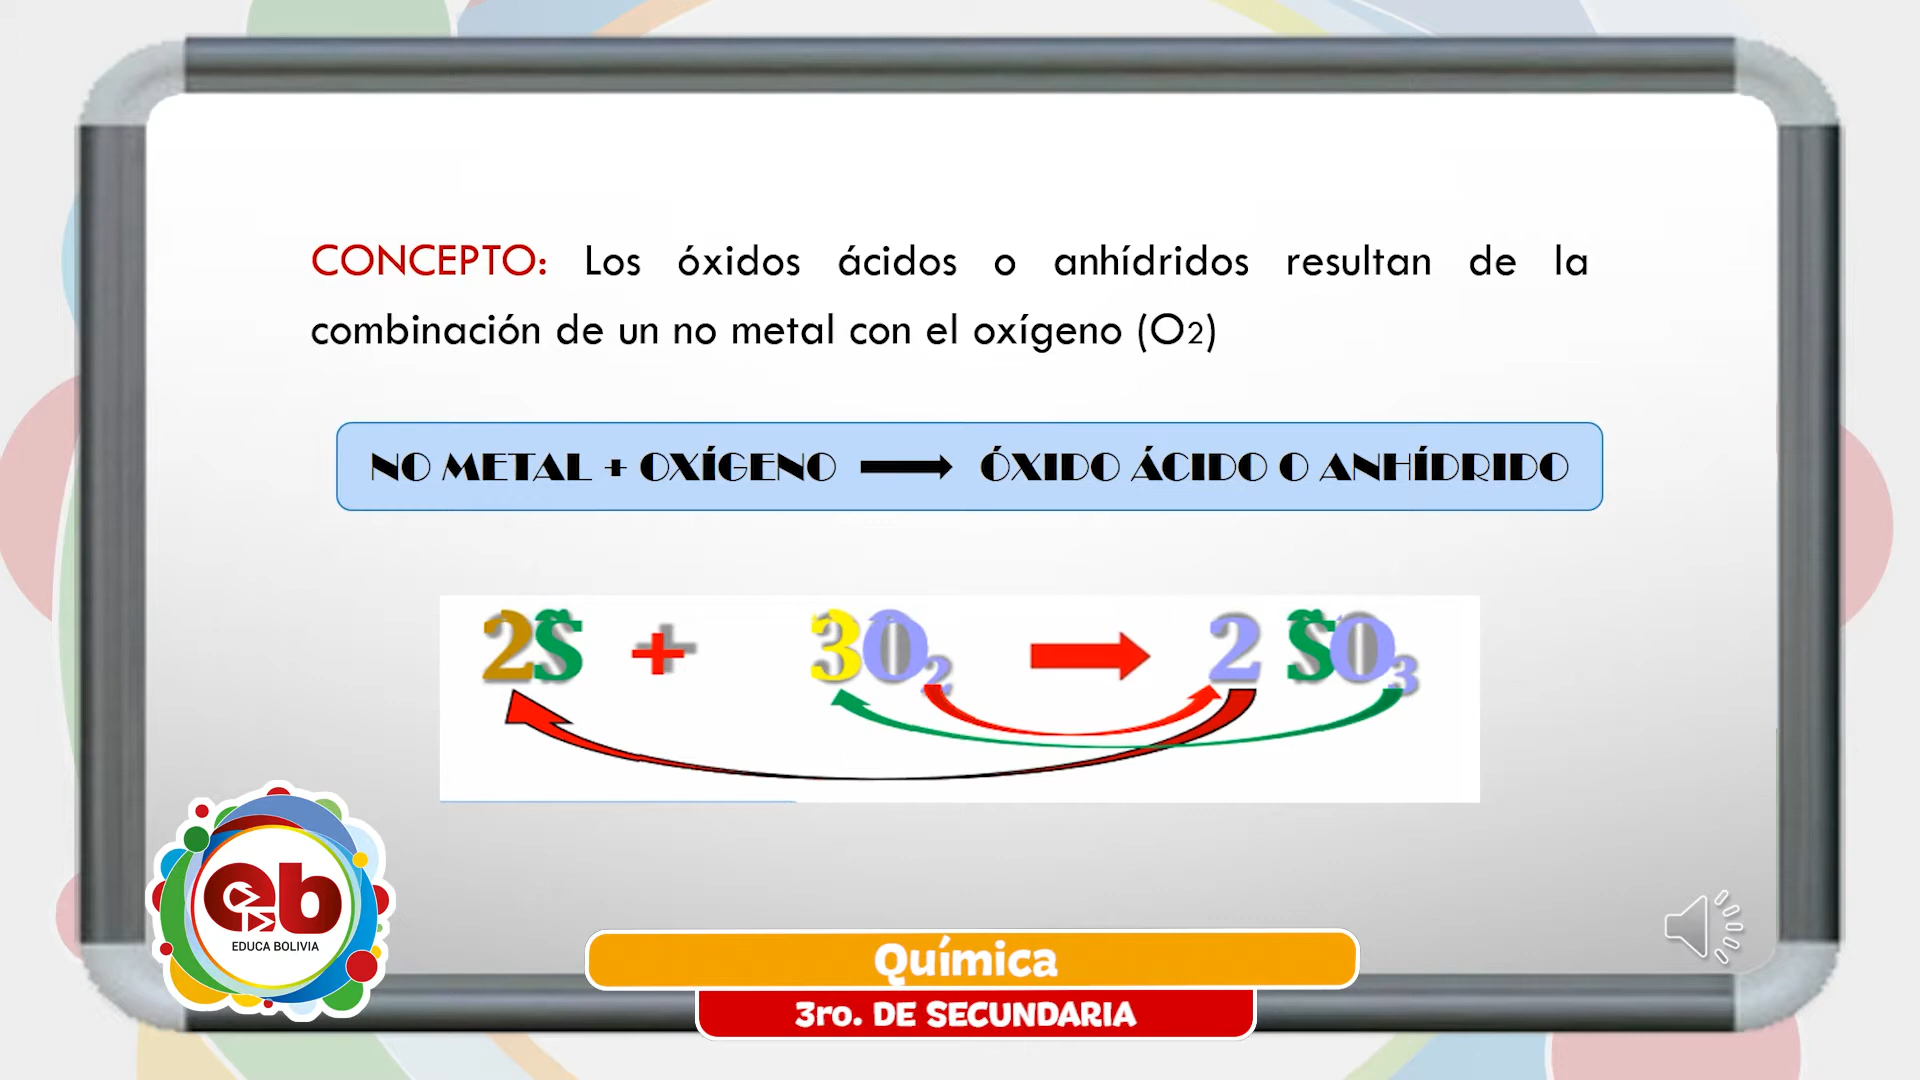 CONCEPTO: Los óxidos ácidos o anhídridos resultan de la
combinación de un no metal con el oxígeno (O2)
NO METAL + OXÍGENO ⟶ ÓXIDO ÁCIDO O ANHÍDRIDO
2S + 3O₂ → 2 SO₃
eb
EDUCA BOLIVIA
Química
3ro. DE SECUNDARIA